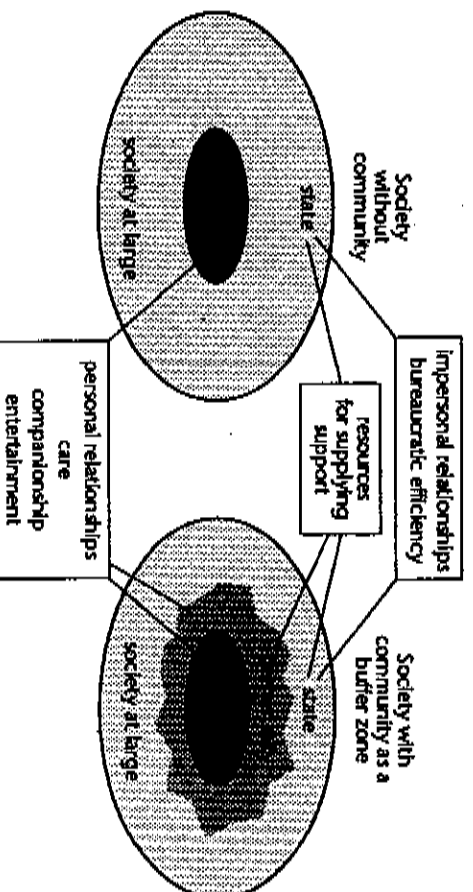 Society
without
community
state
society at large
impersonal relationships
bureaucratic efficiency
resources
for supplying
support
personal relationships
care
companionship
entertainment
Society with
community as a
buffer zone
state
society at large